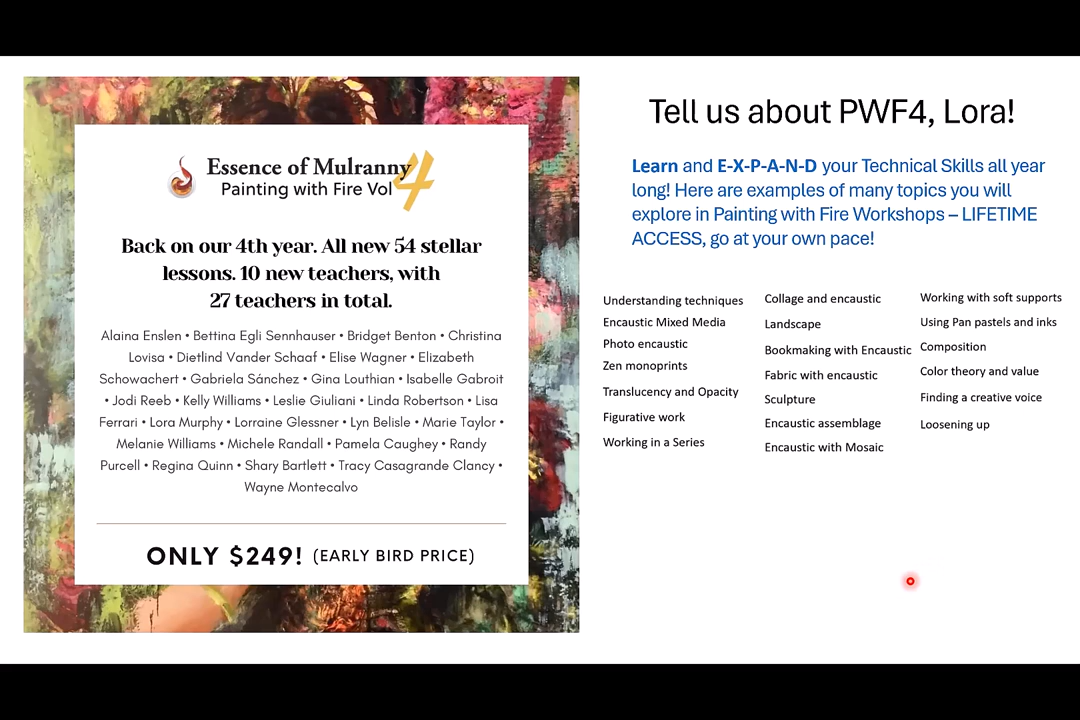 Essence of Mulranny
Painting with Fire Vol 4
Back on our 4th year. All new 54 stellar
lessons. 10 new teachers, with
27 teachers in total.
Alaina Enslen • Bettina Egli Sennhauser • Bridget Benton • Christina
Lovisa • Dietlind Vander Schaaf • Elise Wagner • Elizabeth
Schowachert • Gabriela Sánchez • Gina Louthian • Isabelle Gabroit
• Jodi Reeb • Kelly Williams • Leslie Giuliani • Linda Robertson • Lisa
Ferrari • Lora Murphy • Lorraine Glessner • Lyn Belisle • Marie Taylor •
Melanie Williams • Michele Randall • Pamela Caughey • Randy
Purcell • Regina Quinn • Shary Bartlett • Tracy Casagrande Clancy •
Wayne Montecalvo
ONLY $249! (EARLY BIRD PRICE)
Tell us about PWF4, Lora!
Learn and E-X-P-A-N-D your Technical Skills all year
long! Here are examples of many topics you will
explore in Painting with Fire Workshops – LIFETIME
ACCESS, go at your own pace!
Understanding techniques
Encaustic Mixed Media
Photo encaustic
Zen monoprints
Translucency and Opacity
Figurative work
Working in a Series
Collage and encaustic
Landscape
Bookmaking with Encaustic
Fabric with encaustic
Sculpture
Encaustic assemblage
Encaustic with Mosaic
Working with soft supports
Using Pan pastels and inks
Composition
Color theory and value
Finding a creative voice
Loosening up